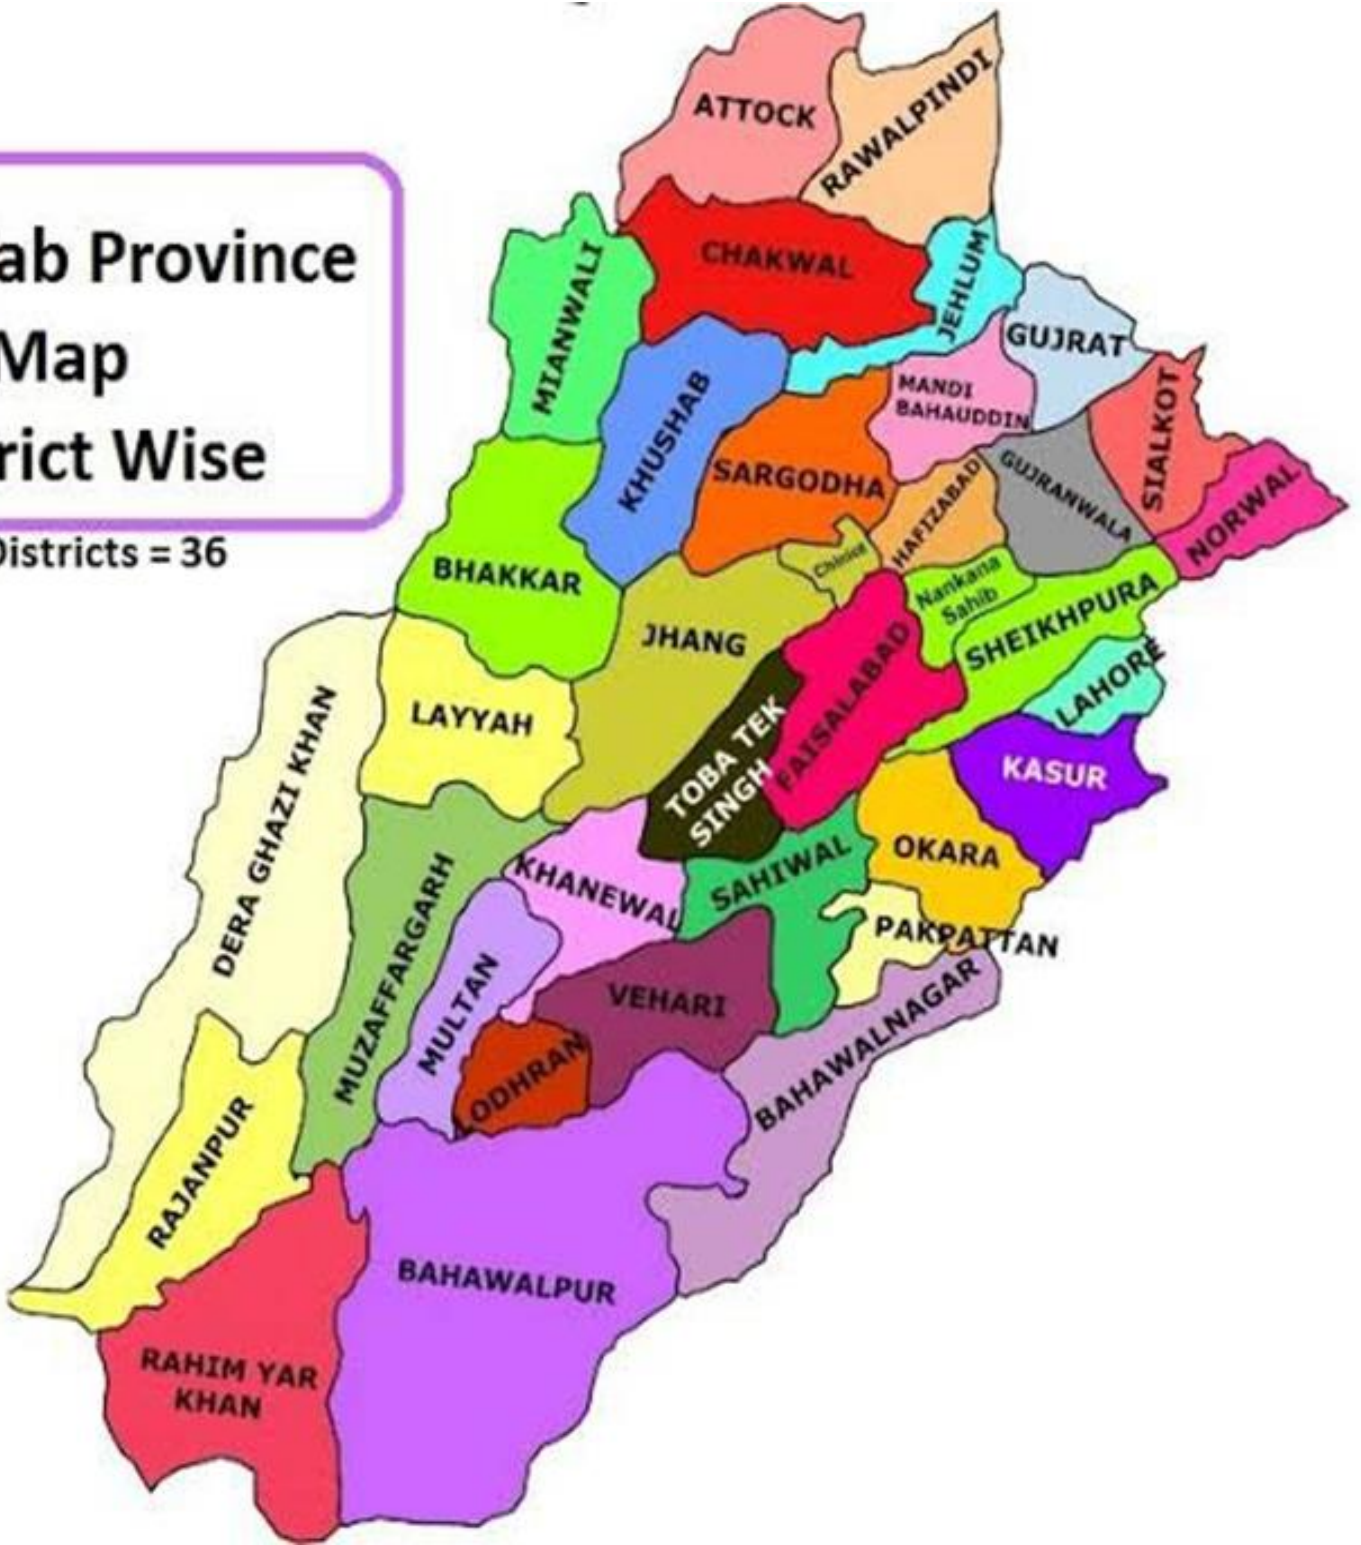 ab Province
Map
rict Wise
Districts = 36
ATTOCK
RAWALPINDI
CHAKWAL
JEHLUM
MIANWALI
GUJRAT
KHUSHAB
MANDI
BAHAUDDIN
SIALKOT
SARGODHA
HAFIZABAD
GUJRANWALA
NORWAL
BHAKKAR
Nankana
Sahib
SHEIKHPURA
JHANG
FAISALABAD
LAHORE
LAYYAH
TOBA TEK
SINGH
KASUR
DERA GHAZI KHAN
OKARA
MUZAFFARGARH
KHANEWAL
SAHIWAL
PAKPATTAN
MULTAN
VEHARI
BAHAWALNAGAR
LODHRAN
RAJANPUR
BAHAWALPUR
RAHIM YAR
KHAN